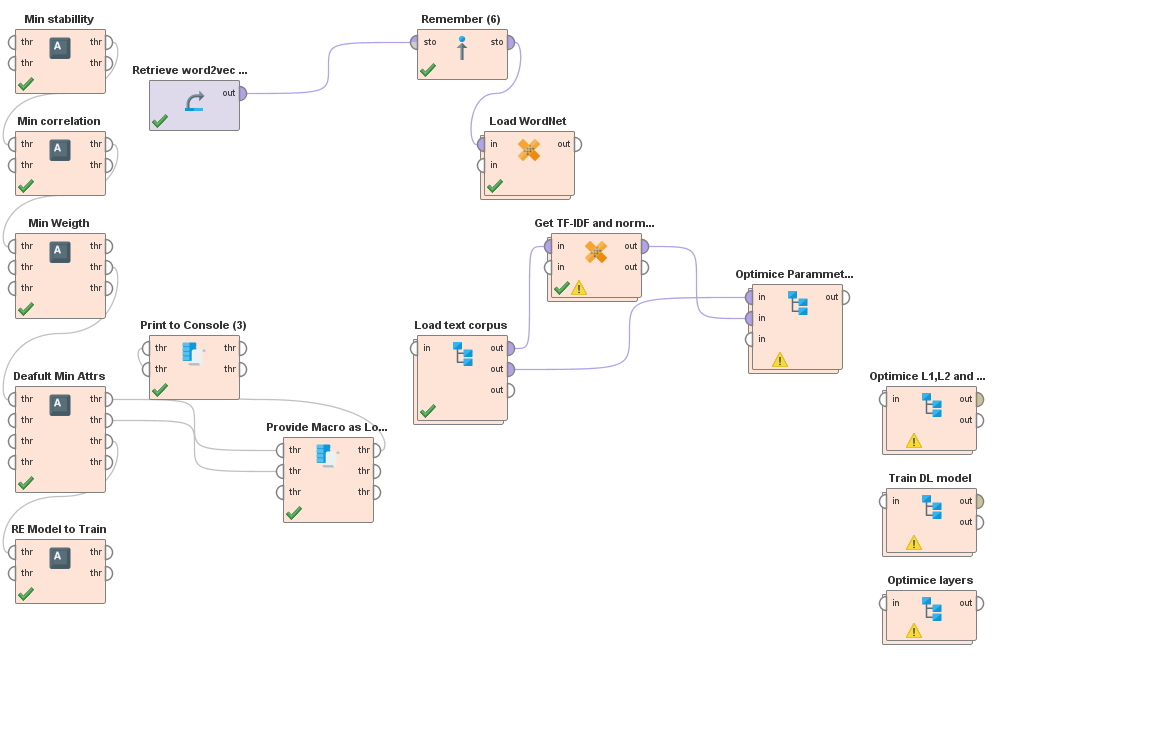 Min stabillity
thr thr
thr thr
Min correlation
thr thr
thr thr
Min Weigth
thr thr
thr thr
thr thr
Deafult Min Attrs
thr thr
thr thr
thr thr
thr thr
RE Model to Train
thr thr
thr thr
Retrieve word2vec ...
out
Print to Console (3)
thr thr
thr thr
Provide Macro as Lo...
thr thr
thr thr
thr thr
Remember (6)
sto sto
Load WordNet
in out
in
Get TF-IDF and norm...
in out
in out
Load text corpus
in out
out
out
Optimice Parammet...
in out
in
in
Optimice L1,L2 and ...
in out
out
Train DL model
in out
out
Optimice layers
in out